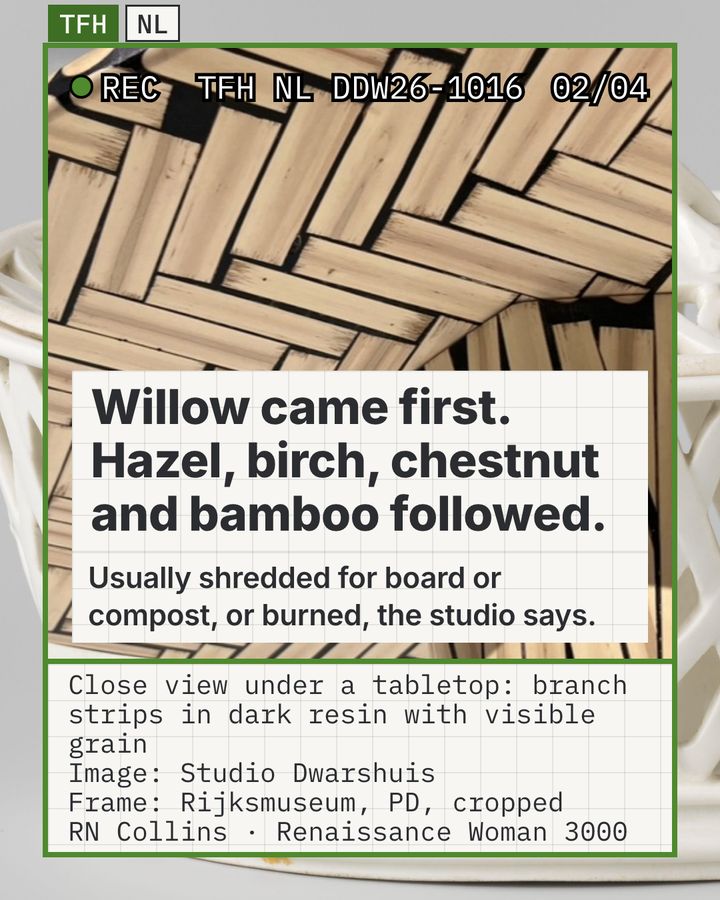 TFH NL
REC TFH NL DDW26-1016 02/04
Willow came first.
Hazel, birch, chestnut
and bamboo followed.
Usually shredded for board or
compost, or burned, the studio says.
Close view under a tabletop: branch
strips in dark resin with visible
grain
Image: Studio Dwarshuis
Frame: Rijksmuseum, PD, cropped
RN Collins · Renaissance Woman 3000